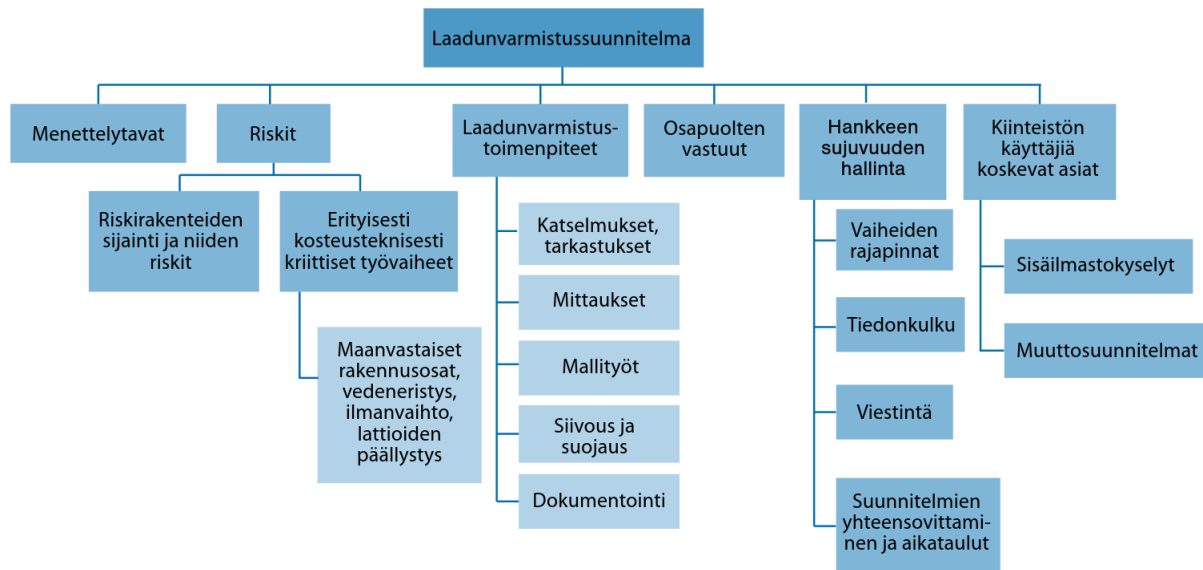 Laadunvarmistussuunnitelma
Menettelytavat
Riskit
Riskirakenteiden
sijainti ja niiden
riskit
Erityisesti
kosteusteknisesti
kriittiset työvaiheet
Maanvastaiset
rakennusosat,
vedeneristys,
ilmanvaihto,
lattioiden
päällystys
Laadunvarmistus-
toimenpiteet
Katselmukset,
tarkastukset
Mittaukset
Mallityöt
Siivous ja
suojaus
Dokumentointi
Osapuolten
vastuut
Hankkeen
sujuvuuden
hallinta
Vaiheiden
rajapinnat
Tiedonkulku
Viestintä
Suunnitelmien
yhteensovittami-
nen ja aikataulut
Kiinteistön
käyttäjiä
koskevat asiat
Sisäilmastokyselyt
Muuttosuunnitelmat